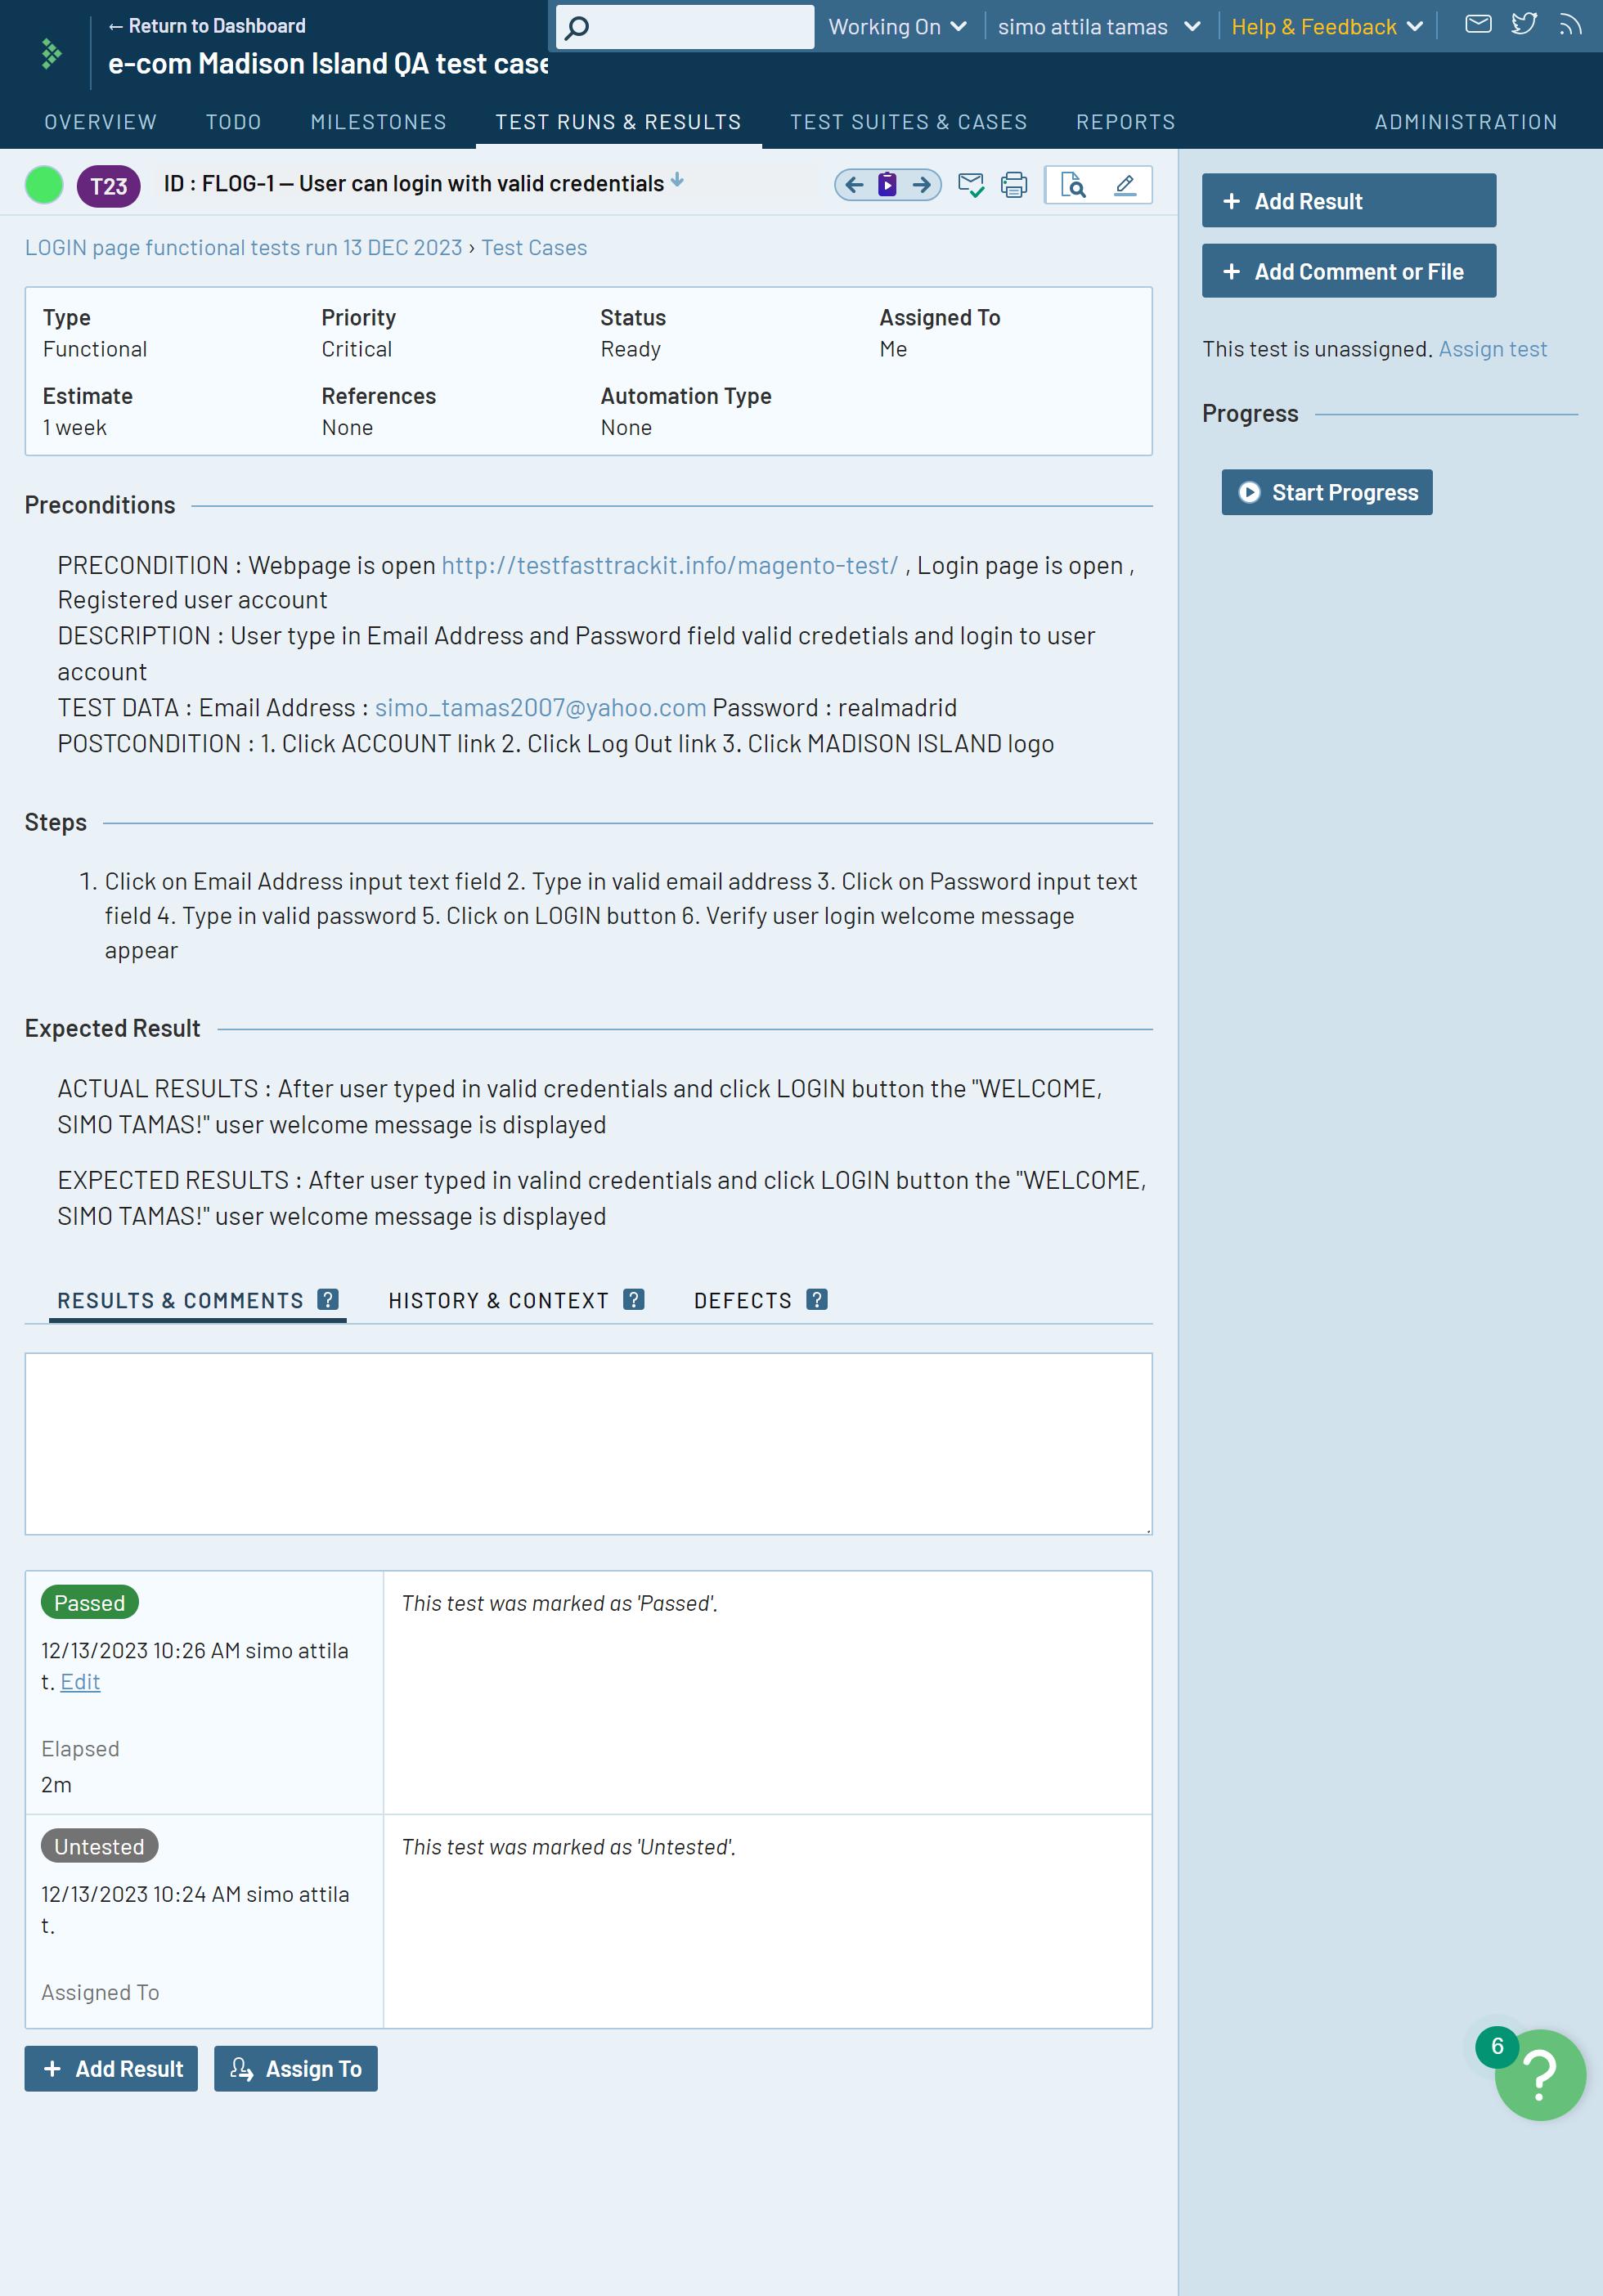 ← Return to Dashboard
e-com Madison Island QA test case
Working On
simo attila tamas
Help & Feedback
OVERVIEW
TODO
MILESTONES
TEST RUNS & RESULTS
TEST SUITES & CASES
REPORTS
ADMINISTRATION
T23
ID : FLOG-1 – User can login with valid credentials
LOGIN page functional tests run 13 DEC 2023 › Test Cases
Type
Functional
Priority
Critical
Status
Ready
Assigned To
Me
Estimate
1 week
References
None
Automation Type
None
Preconditions
PRECONDITION : Webpage is open http://testfasttrackit.info/magento-test/ , Login page is open ,
Registered user account
DESCRIPTION : User type in Email Address and Password field valid credetials and login to user
account
TEST DATA : Email Address : simo_tamas2007@yahoo.com Password : realmadrid
POSTCONDITION : 1. Click ACCOUNT link 2. Click Log Out link 3. Click MADISON ISLAND logo
Steps
1. Click on Email Address input text field 2. Type in valid email address 3. Click on Password input text
field 4. Type in valid password 5. Click on LOGIN button 6. Verify user login welcome message
appear
Expected Result
ACTUAL RESULTS : After user typed in valid credentials and click LOGIN button the "WELCOME,
SIMO TAMAS!" user welcome message is displayed
EXPECTED RESULTS : After user typed in valind credentials and click LOGIN button the "WELCOME,
SIMO TAMAS!" user welcome message is displayed
RESULTS & COMMENTS ?
HISTORY & CONTEXT ?
DEFECTS ?
Passed
This test was marked as 'Passed'.
12/13/2023 10:26 AM simo attila
t. Edit
Elapsed
2m
Untested
This test was marked as 'Untested'.
12/13/2023 10:24 AM simo attila
t.
Assigned To
+ Add Result
Assign To
+ Add Result
+ Add Comment or File
This test is unassigned. Assign test
Progress
Start Progress
6
?